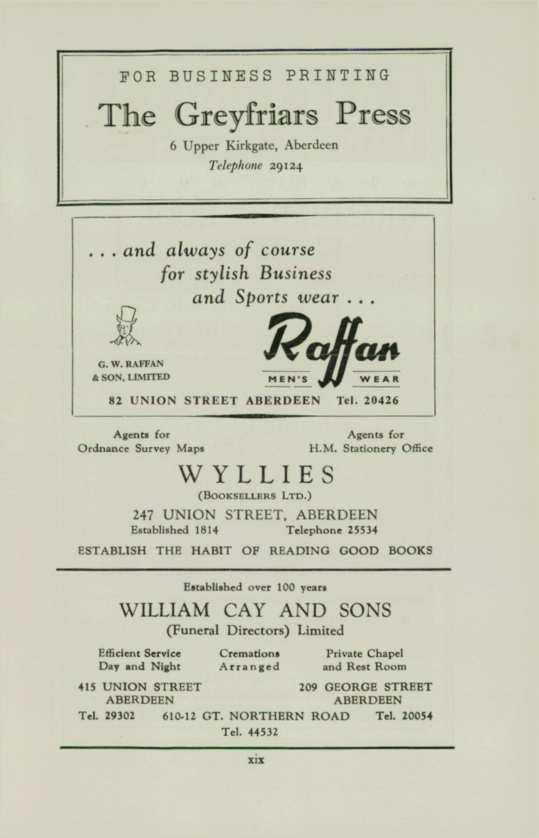 FOR BUSINESS PRINTING
The Greyfriars Press
6 Upper Kirkgate, Aberdeen
Telephone 29124
... and always of course
for stylish Business
and Sports wear ...
G. W. RAFFAN
& SON, LIMITED
Raffan
MEN'S WEAR
82 UNION STREET ABERDEEN Tel. 20426
Agents for
Ordnance Survey Maps
Agents for
H.M. Stationery Office
WYLLIES
(BOOKSELLERS LTD.)
247 UNION STREET, ABERDEEN
Established 1814 Telephone 25534
ESTABLISH THE HABIT OF READING GOOD BOOKS
Established over 100 years
WILLIAM CAY AND SONS
(Funeral Directors) Limited
Efficient Service
Day and Night
Cremations
Arranged
Private Chapel
and Rest Room
415 UNION STREET
ABERDEEN
209 GEORGE STREET
ABERDEEN
Tel. 29302 610-12 GT. NORTHERN ROAD Tel. 20054
Tel. 44532
xix